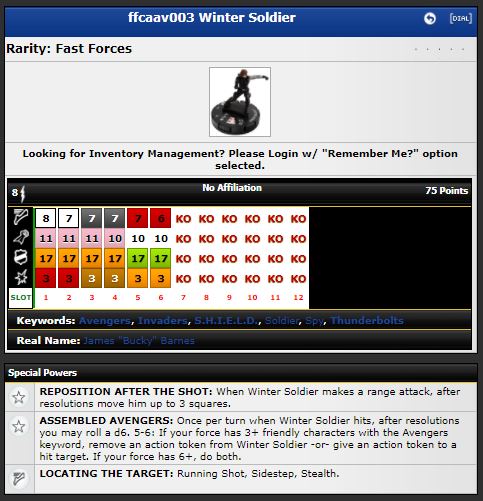 ffcaav003 Winter Soldier
[DIAL]
Rarity: Fast Forces
Looking for Inventory Management? Please Login w/ "Remember Me?" option
selected.
8 No Affiliation 75 Points
8 7 7 7 7 6 KO KO KO KO KO KO
11 11 11 10 10 10 KO KO KO KO KO KO
17 17 17 17 17 17 KO KO KO KO KO KO
3 3 3 3 3 3 KO KO KO KO KO KO
SLOT 1 2 3 4 5 6 7 8 9 10 11 12
Keywords: Avengers, Invaders, S.H.I.E.L.D., Soldier, Spy, Thunderbolts
Real Name: James "Bucky" Barnes
Special Powers
REPOSITION AFTER THE SHOT: When Winter Soldier makes a range attack, after
resolutions move him up to 3 squares.
ASSEMBLED AVENGERS: Once per turn when Winter Soldier hits, after resolutions
you may roll a d6. 5-6: If your force has 3+ friendly characters with the Avengers
keyword, remove an action token from Winter Soldier -or- give an action token to a
hit target. If your force has 6+, do both.
LOCATING THE TARGET: Running Shot, Sidestep, Stealth.